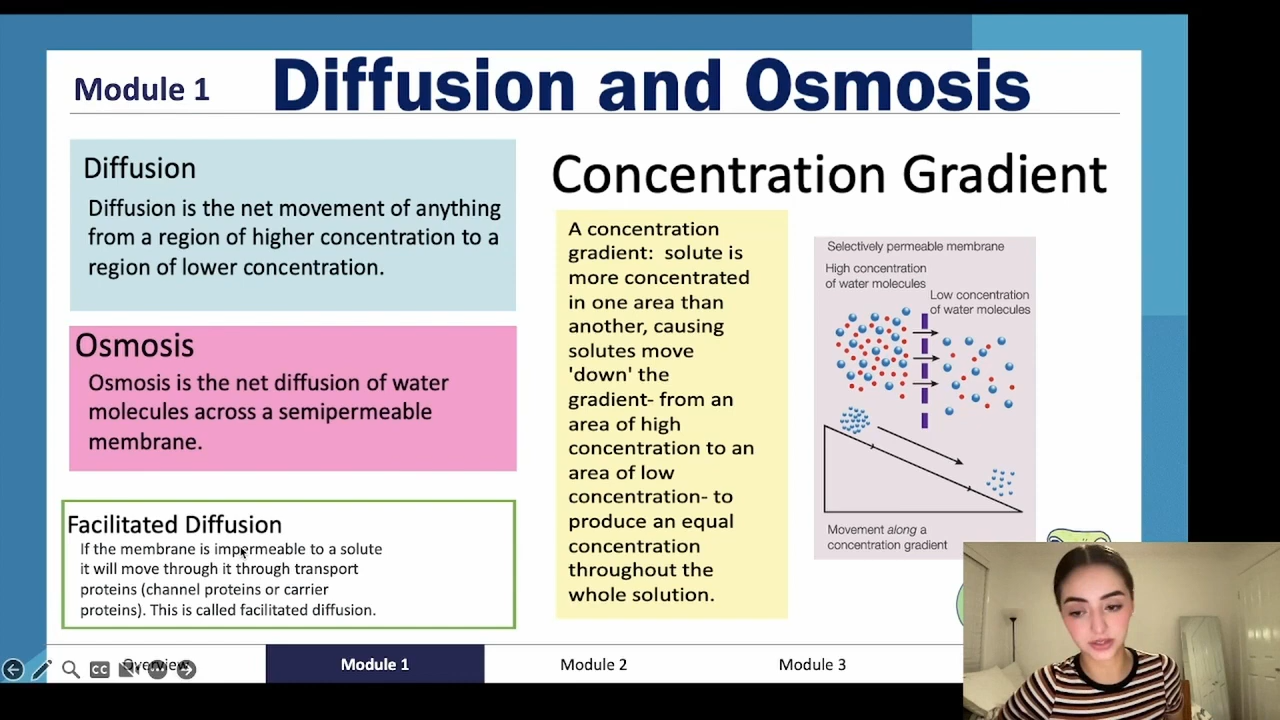 Module 1
Diffusion and Osmosis
Diffusion
Diffusion is the net movement of anything
from a region of higher concentration to a
region of lower concentration.
Osmosis
Osmosis is the net diffusion of water
molecules across a semipermeable
membrane.
Facilitated Diffusion
If the membrane is impermeable to a solute
it will move through it through transport
proteins (channel proteins or carrier
proteins). This is called facilitated diffusion.
Concentration Gradient
A concentration
gradient: solute is
more concentrated
in one area than
another, causing
solutes move
'down' the
gradient- from an
area of high
concentration to an
area of low
concentration- to
produce an equal
concentration
throughout the
whole solution.
Selectively permeable membrane
High concentration
of water molecules
Low concentration
of water molecules
Movement along a
concentration gradient
CC
Overview
Module 1
Module 2
Module 3